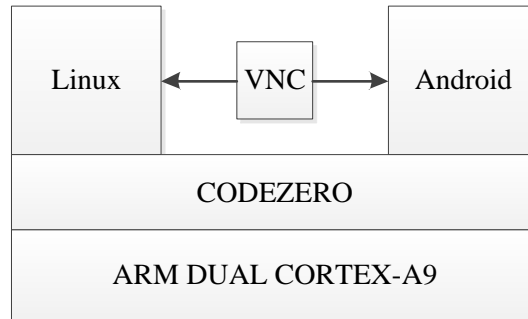 Linux
VNC
Android
CODEZERO
ARM DUAL CORTEX-A9